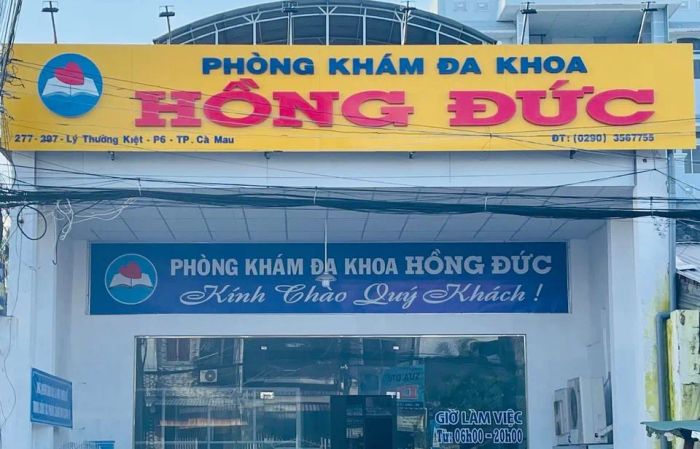 PHÒNG KHÁM ĐA KHOA
HỒNG ĐỨC
277 - 297 - Lý Thường Kiệt - P6 - TP. Cà Mau ĐT: (0290) 3567755
PHÒNG KHÁM ĐA KHOA HỒNG ĐỨC
Kính Chào Quý Khách !
GIỜ LÀM VIỆC
Từ: 06h00 - 20h00